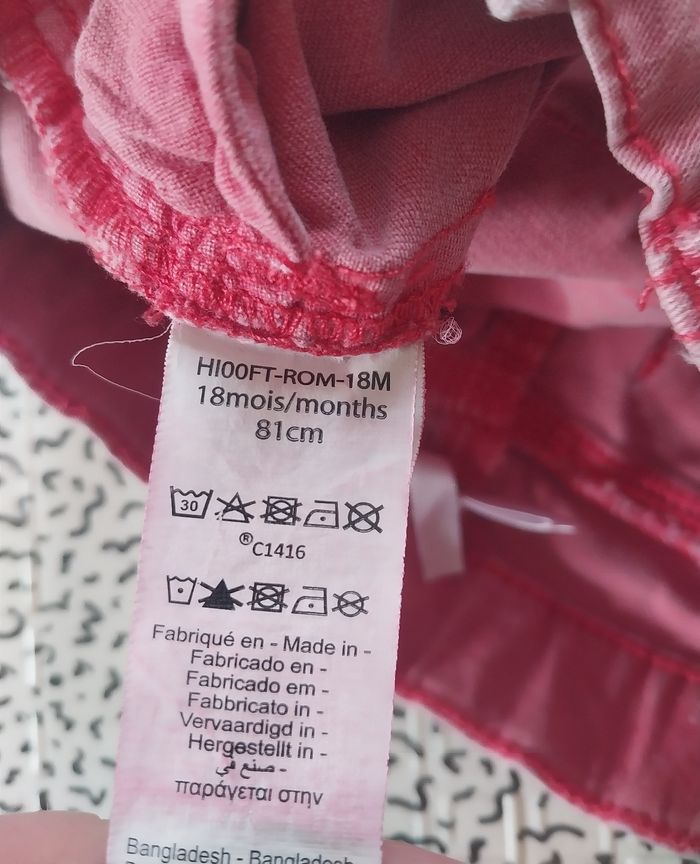 HI00FT-ROM-18M
18mois/months
81cm
30
®C1416
Fabriqué en - Made in -
Fabricado en -
Fabricado em -
Fabbricato in -
Vervaardigd in -
Hergestellt in -
صنع في -
παράγεται στην
Bangladesh - Bangladesh